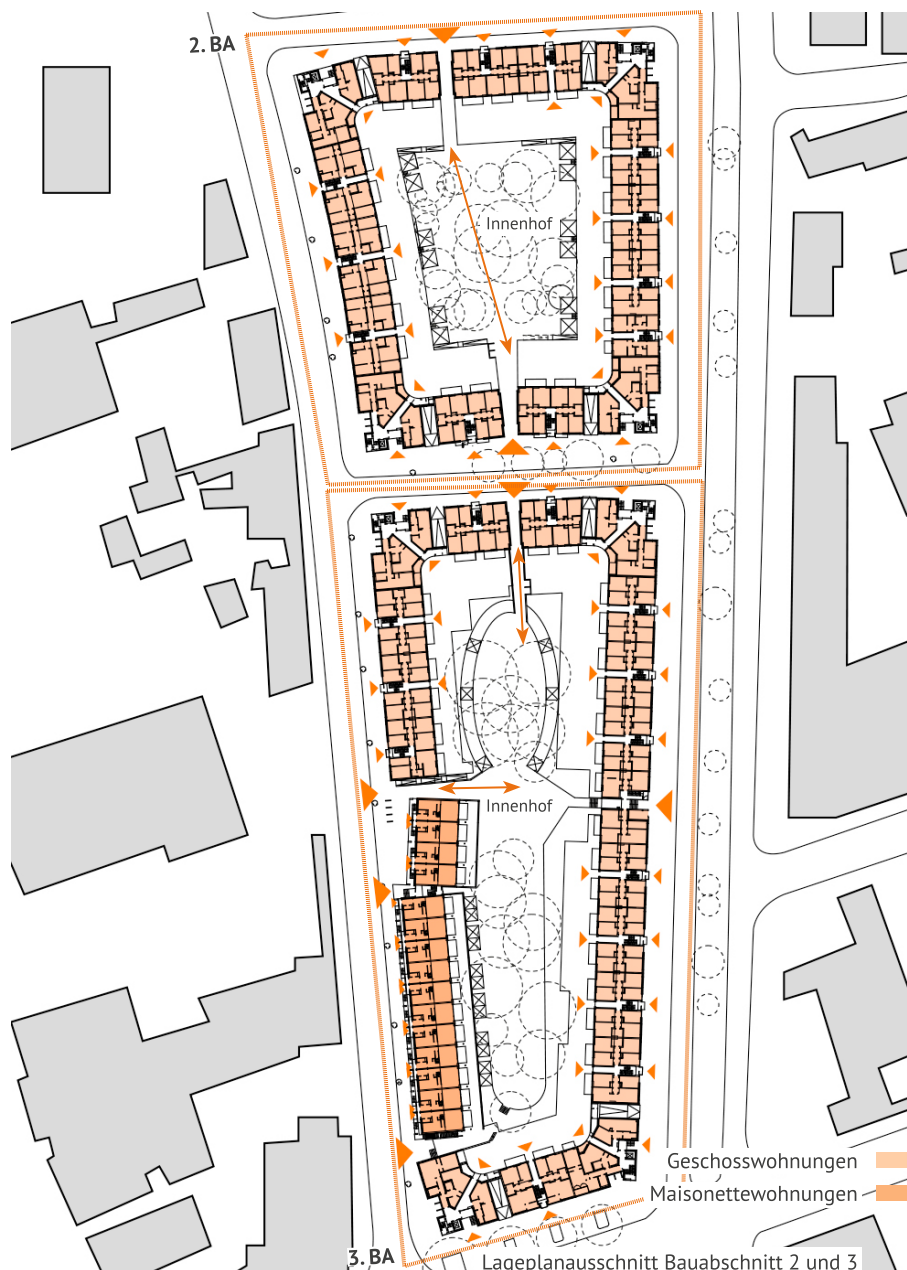 2. BA
Innenhof
Innenhof
Geschosswohnungen
Maisonettewohnungen
3. BA
Lageplanausschnitt Bauabschnitt 2 und 3